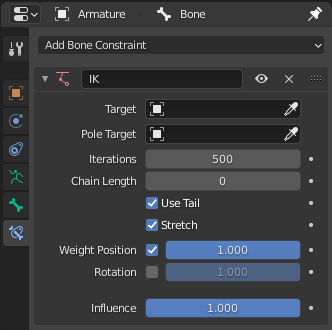 Armature Bone
Add Bone Constraint
IK
Target
Pole Target
Iterations 500
Chain Length 0
Use Tail
Stretch
Weight Position 1.000
Rotation 1.000
Influence 1.000